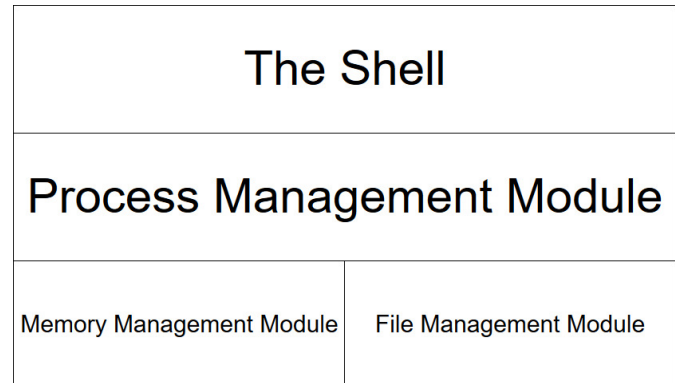 The Shell
Process Management Module
Memory Management Module
File Management Module